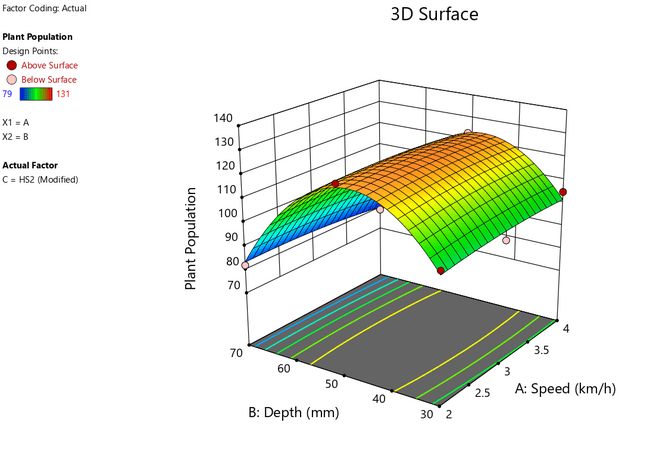 Factor Coding: Actual
3D Surface
Plant Population
Design Points:
Above Surface
Below Surface
79 131
X1 = A
X2 = B
Actual Factor
C = HS2 (Modified)
Plant Population
140
130
120
110
100
90
80
70
70
60
50
40
30
2
2.5
3
3.5
4
B: Depth (mm)
A: Speed (km/h)